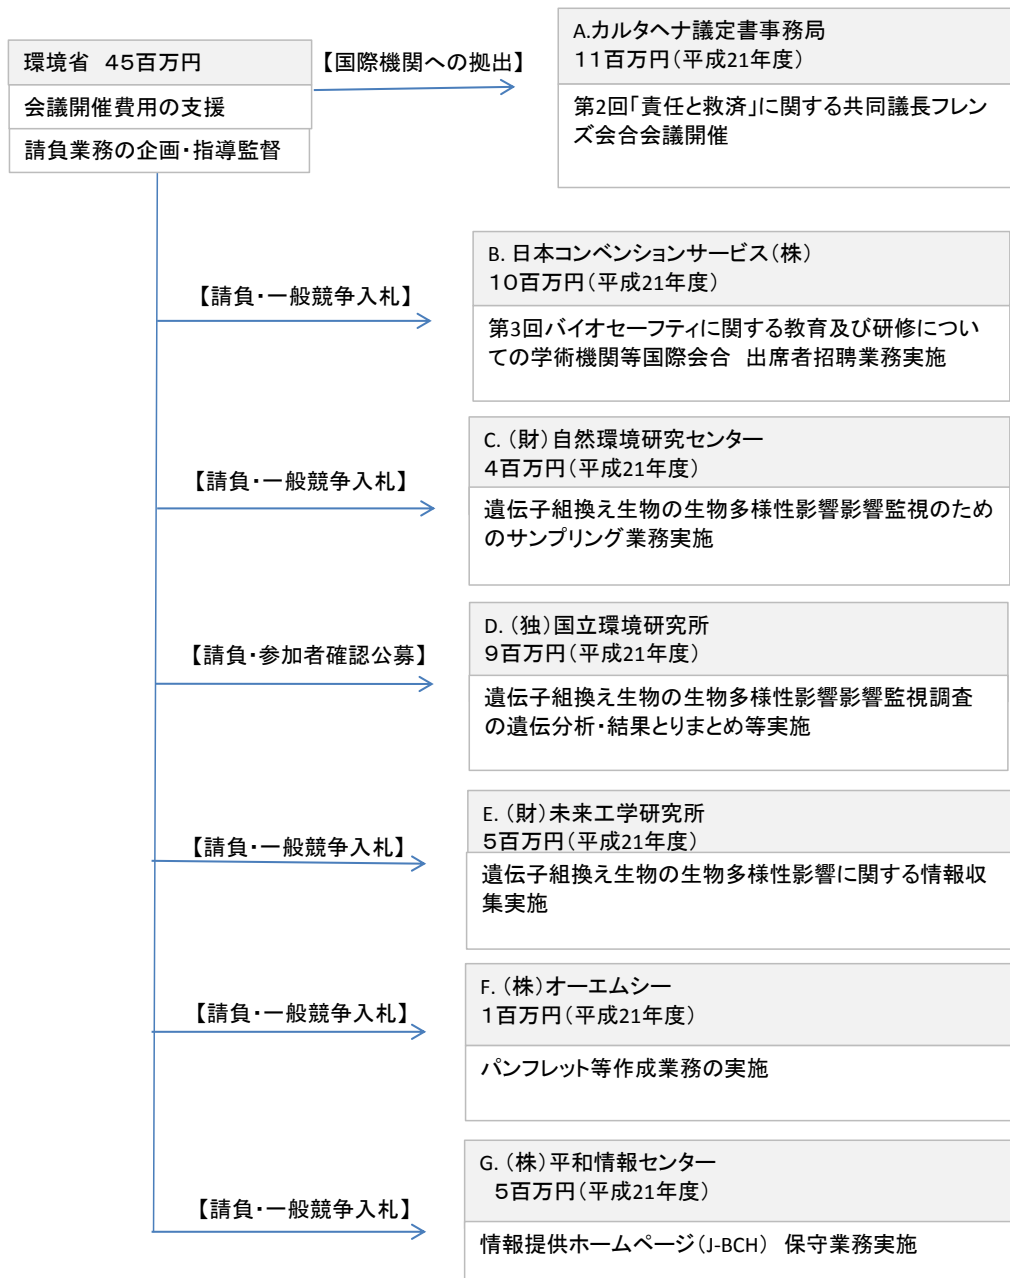 環境省　45百万円
会議開催費用の支援
請負業務の企画・指導監督
【国際機関への拠出】
A.カルタヘナ議定書事務局
11百万円（平成21年度）
第2回「責任と救済」に関する共同議長フレン
ズ会合会議開催
【請負・一般競争入札】
B. 日本コンベンションサービス（株）
10百万円（平成21年度）
第3回バイオセーフティに関する教育及び研修につい
ての学術機関等国際会合　出席者招聘業務実施
【請負・一般競争入札】
C. （財）自然環境研究センター
4百万円（平成21年度）
遺伝子組換え生物の生物多様性影響影響監視のため
のサンプリング業務実施
【請負・参加者確認公募】
D. （独）国立環境研究所
9百万円（平成21年度）
遺伝子組換え生物の生物多様性影響影響監視調査
の遺伝分析・結果とりまとめ等実施
【請負・一般競争入札】
E. （財）未来工学研究所
5百万円（平成21年度）
遺伝子組換え生物の生物多様性影響に関する情報収
集実施
【請負・一般競争入札】
F. （株）オーエムシー
1百万円（平成21年度）
パンフレット等作成業務の実施
【請負・一般競争入札】
G. （株）平和情報センター
5百万円（平成21年度）
情報提供ホームページ（J-BCH）　保守業務実施